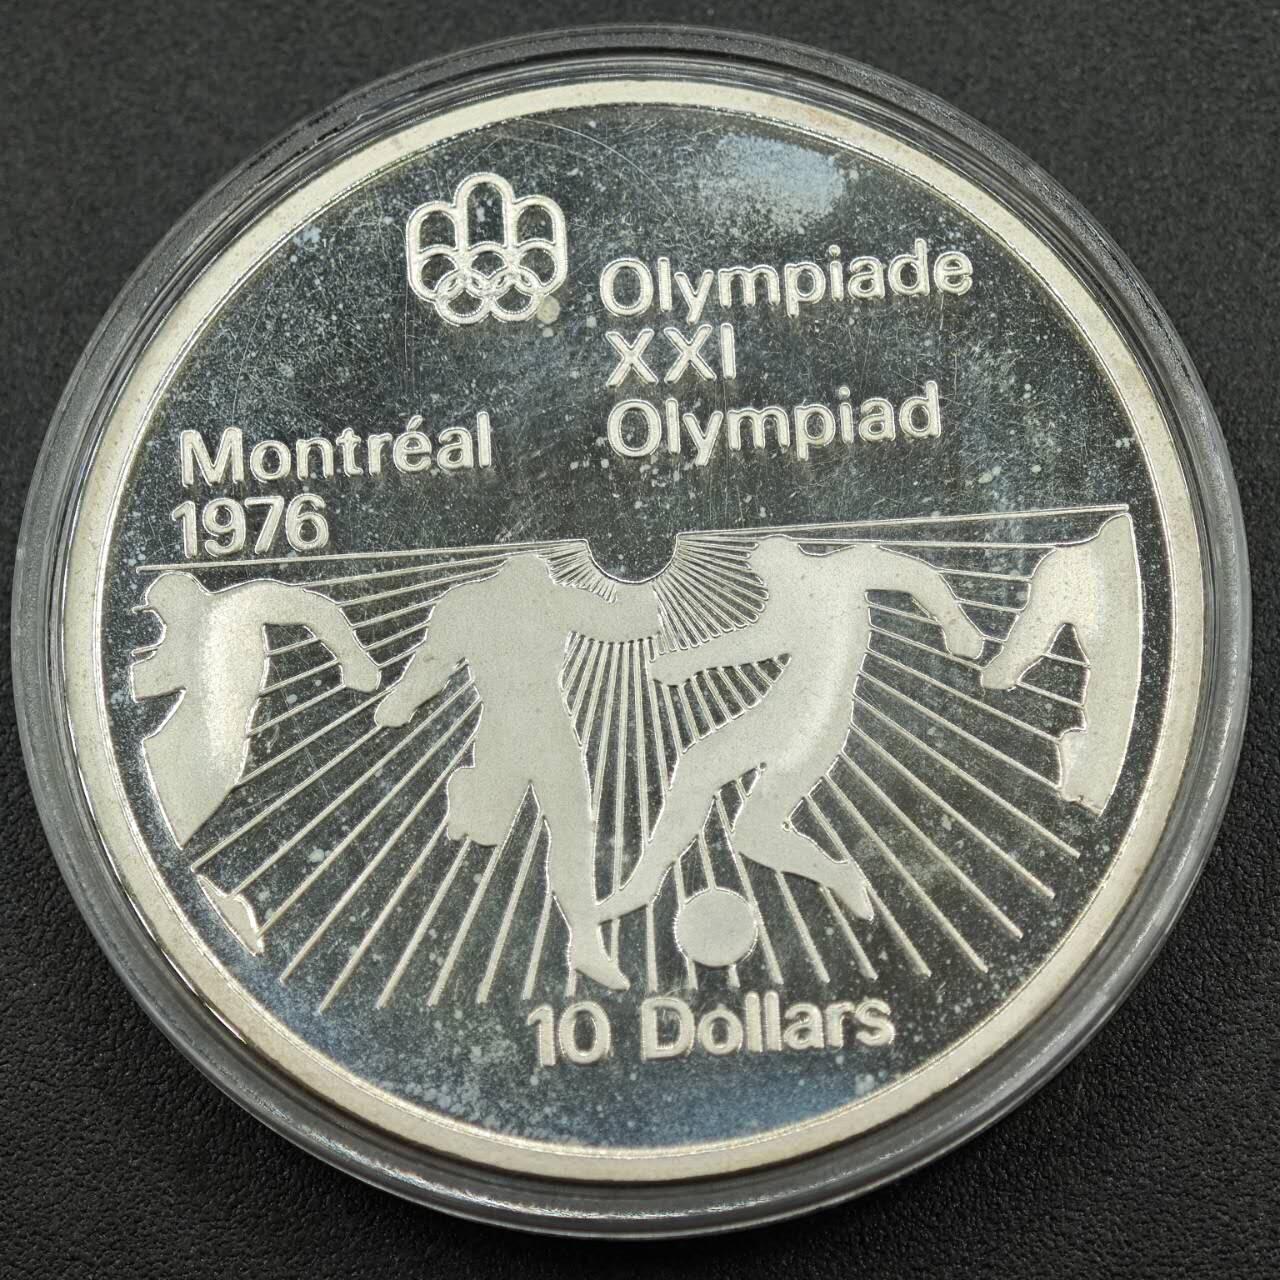 Olympiade
XXI
Olympiad
Montréal
1976
10 Dollars